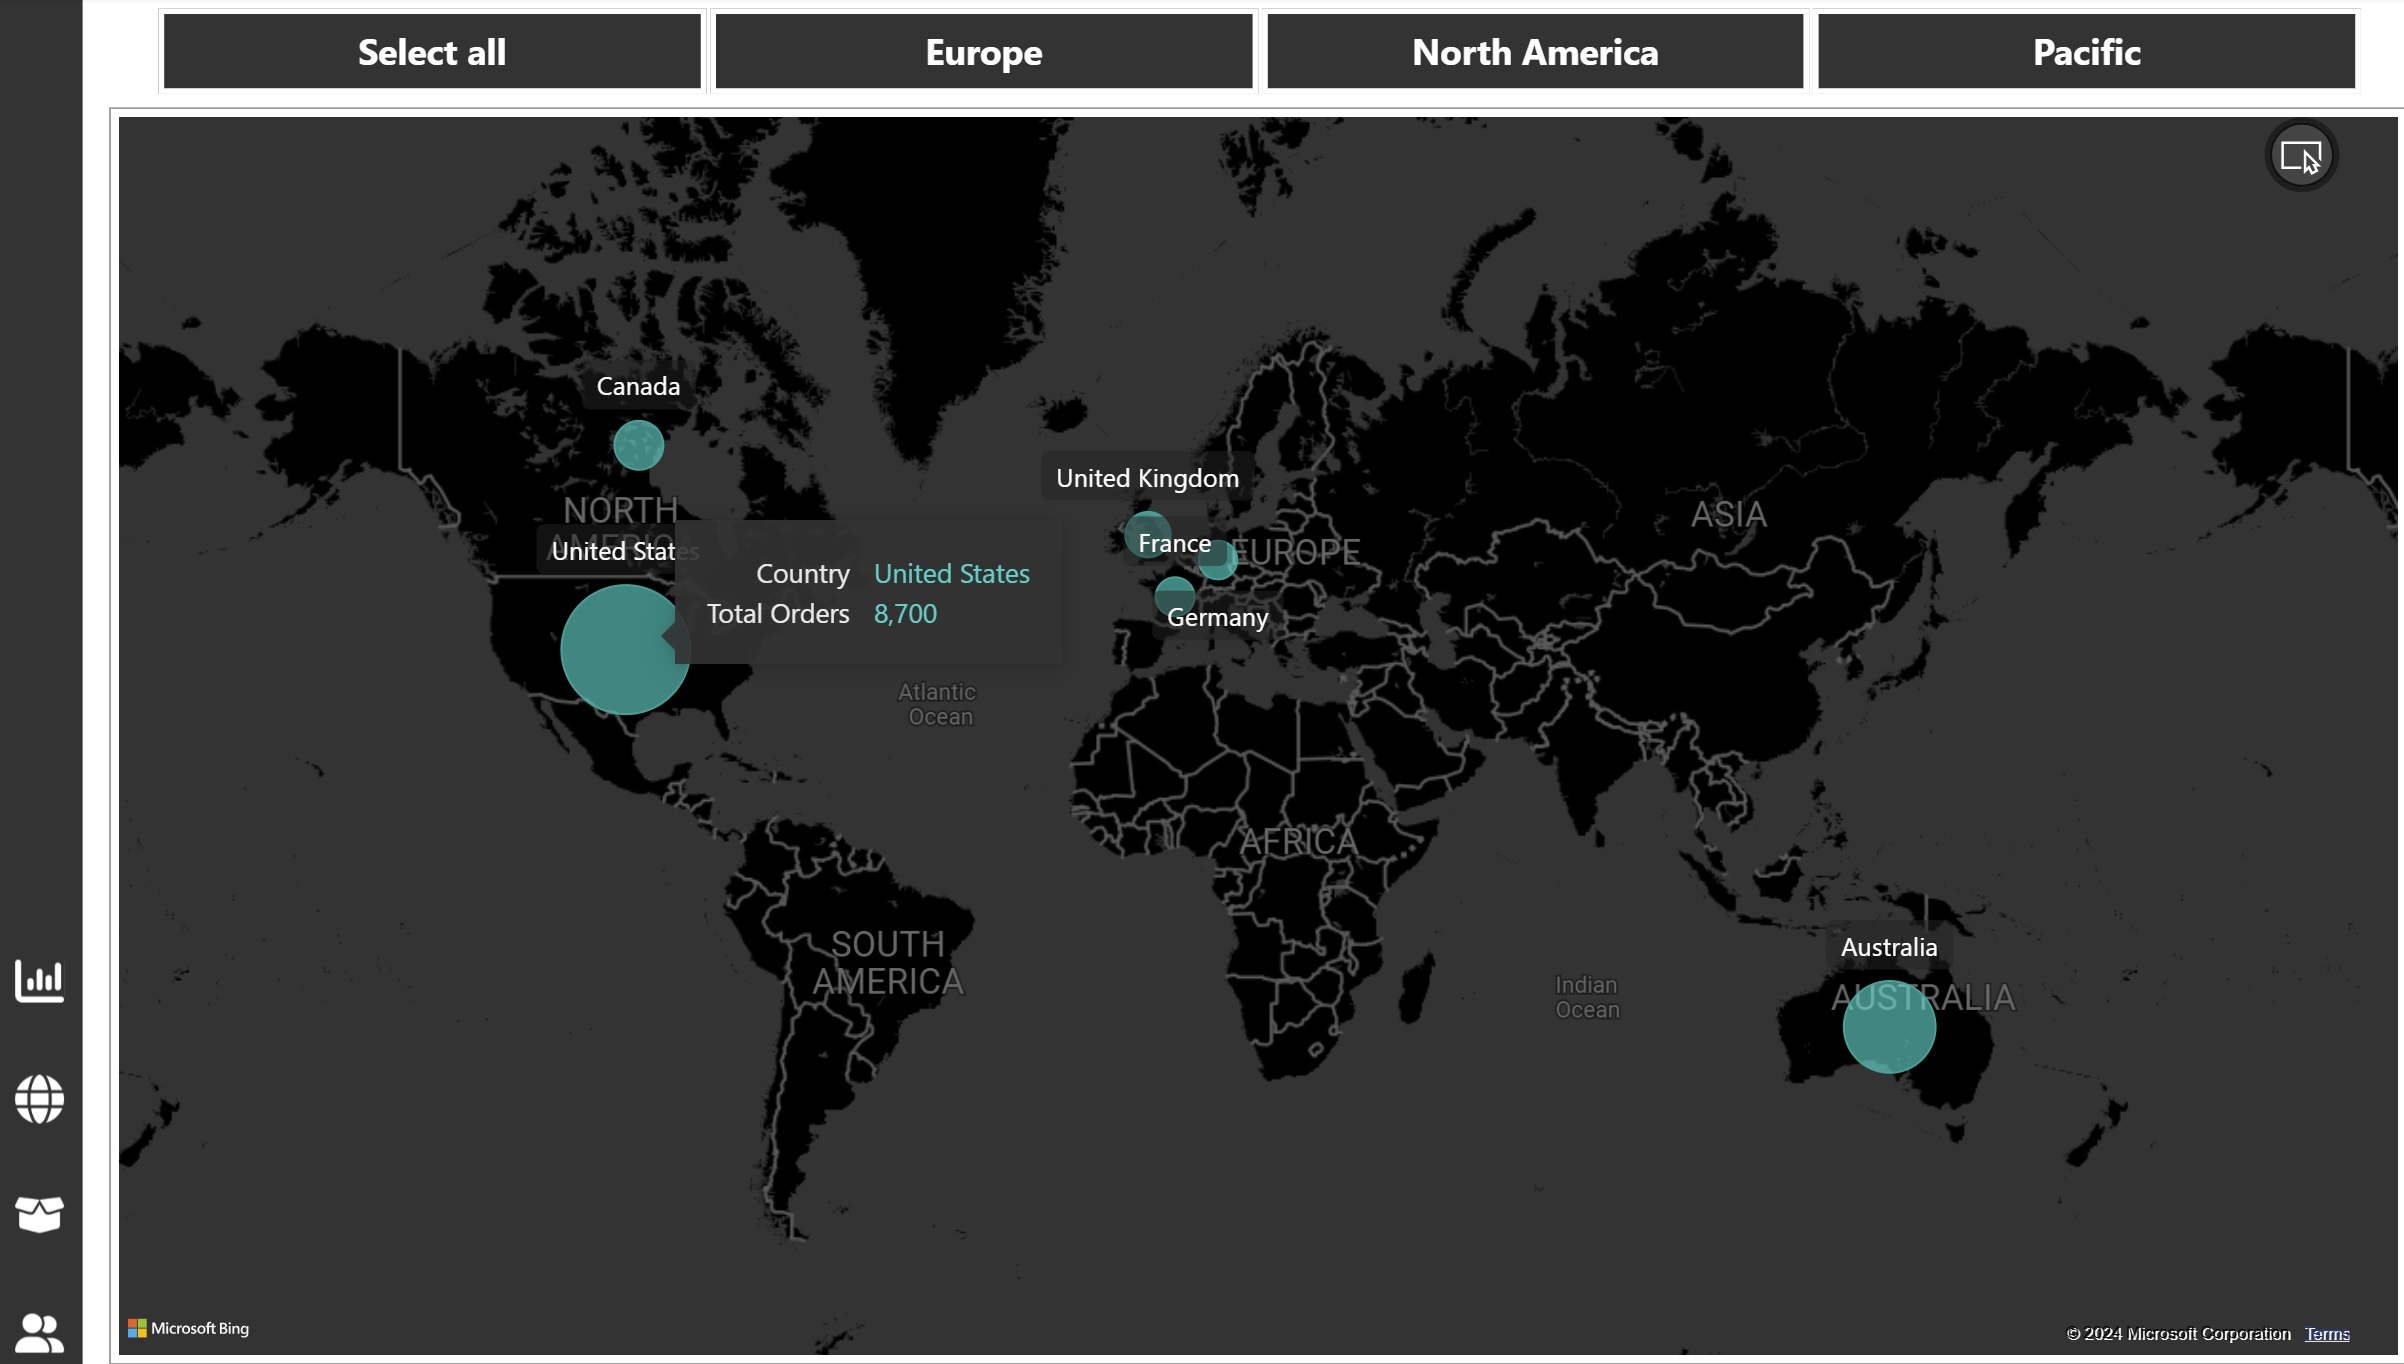 Select all
Europe
North America
Pacific
Canada
United Kingdom
NORTH
AMERICA
United States
Country United States
Total Orders 8,700
France
EUROPE
Germany
ASIA
Atlantic
Ocean
AFRICA
SOUTH
AMERICA
Indian
Ocean
Australia
AUSTRALIA
Microsoft Bing
© 2024 Microsoft Corporation Terms